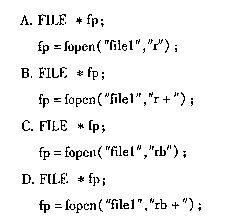 A. FILE *fp;
fp=fopen("file1","r");
B. FILE *fp;
fp=fopen("file1","r+");
C. FILE *fp;
fp=fopen("file1","rb");
D. FILE *fp;
fp=fopen("file1","rb+");